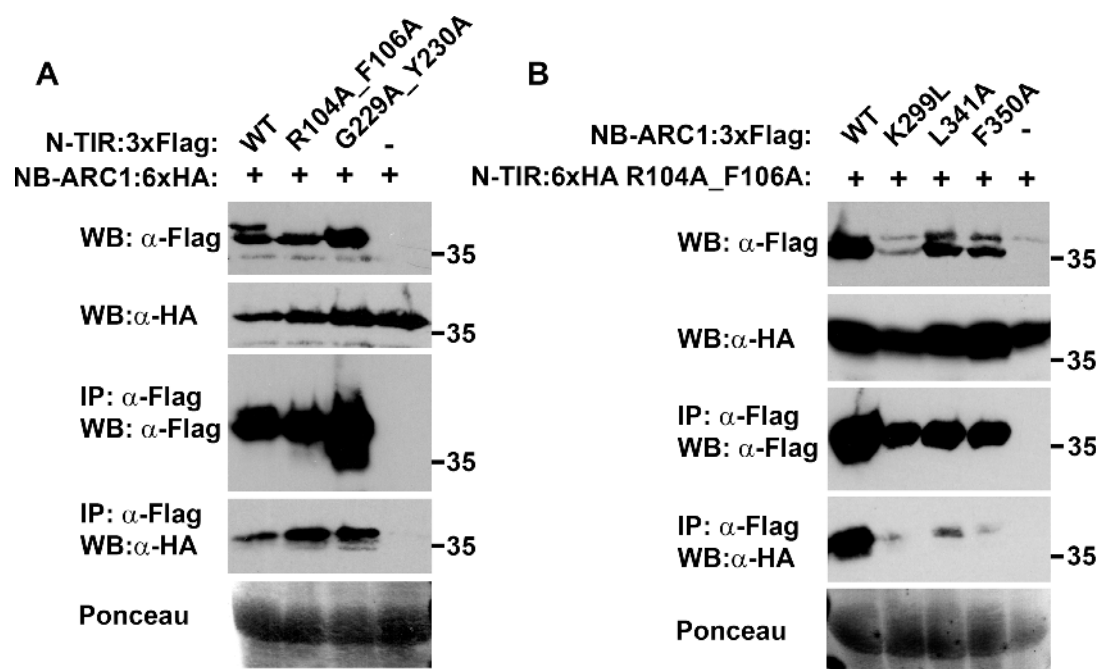 A
N-TIR:3xFlag: WT R104A_F106A G229A_Y230A -
NB-ARC1:6xHA: + + + +
WB: α-Flag 35
WB:α-HA 35
IP: α-Flag
WB: α-Flag 35
IP: α-Flag
WB:α-HA 35
Ponceau
B
NB-ARC1:3xFlag: WT K299L L341A F350A -
N-TIR:6xHA R104A_F106A: + + + + +
WB: α-Flag 35
WB:α-HA 35
IP: α-Flag
WB: α-Flag 35
IP: α-Flag
WB:α-HA 35
Ponceau